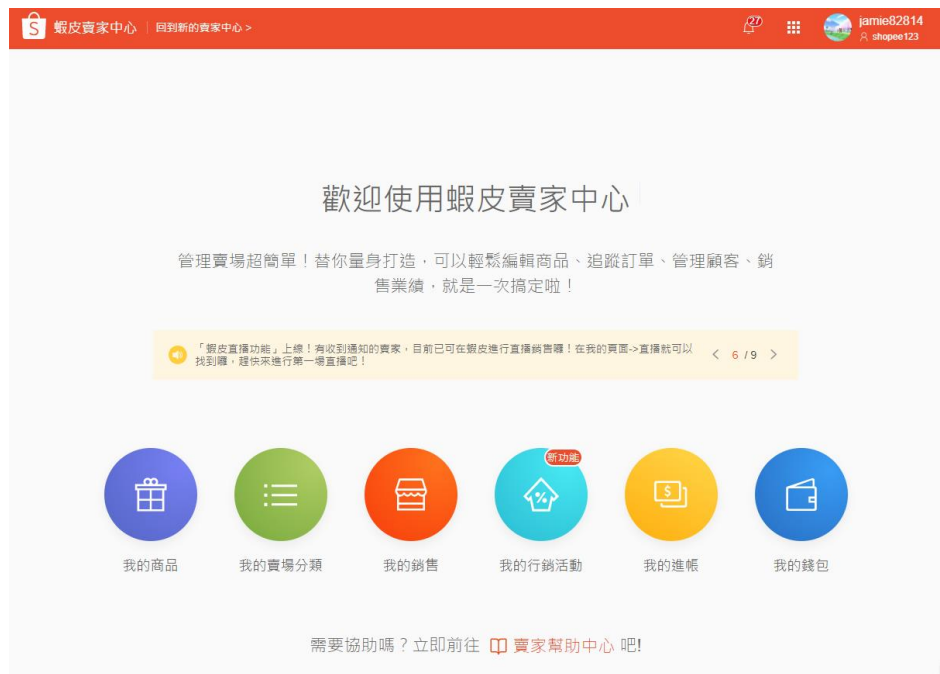 蝦皮賣家中心 回到新的賣家中心 >
27
jamie82814
shopee123
歡迎使用蝦皮賣家中心
管理賣場超簡單！替你量身打造，可以輕鬆編輯商品、追蹤訂單、管理顧客、銷
售業績，就是一次搞定啦！
「蝦皮直播功能」上線！有收到通知的賣家，目前已可在蝦皮進行直播銷售囉！在我的頁面->直播就可以
找到囉，趕快來進行第一場直播吧！
< 6 / 9 >
新功能
我的商品 我的賣場分類 我的銷售 我的行銷活動 我的進帳 我的錢包
需要協助嗎？立即前往 賣家幫助中心 吧!